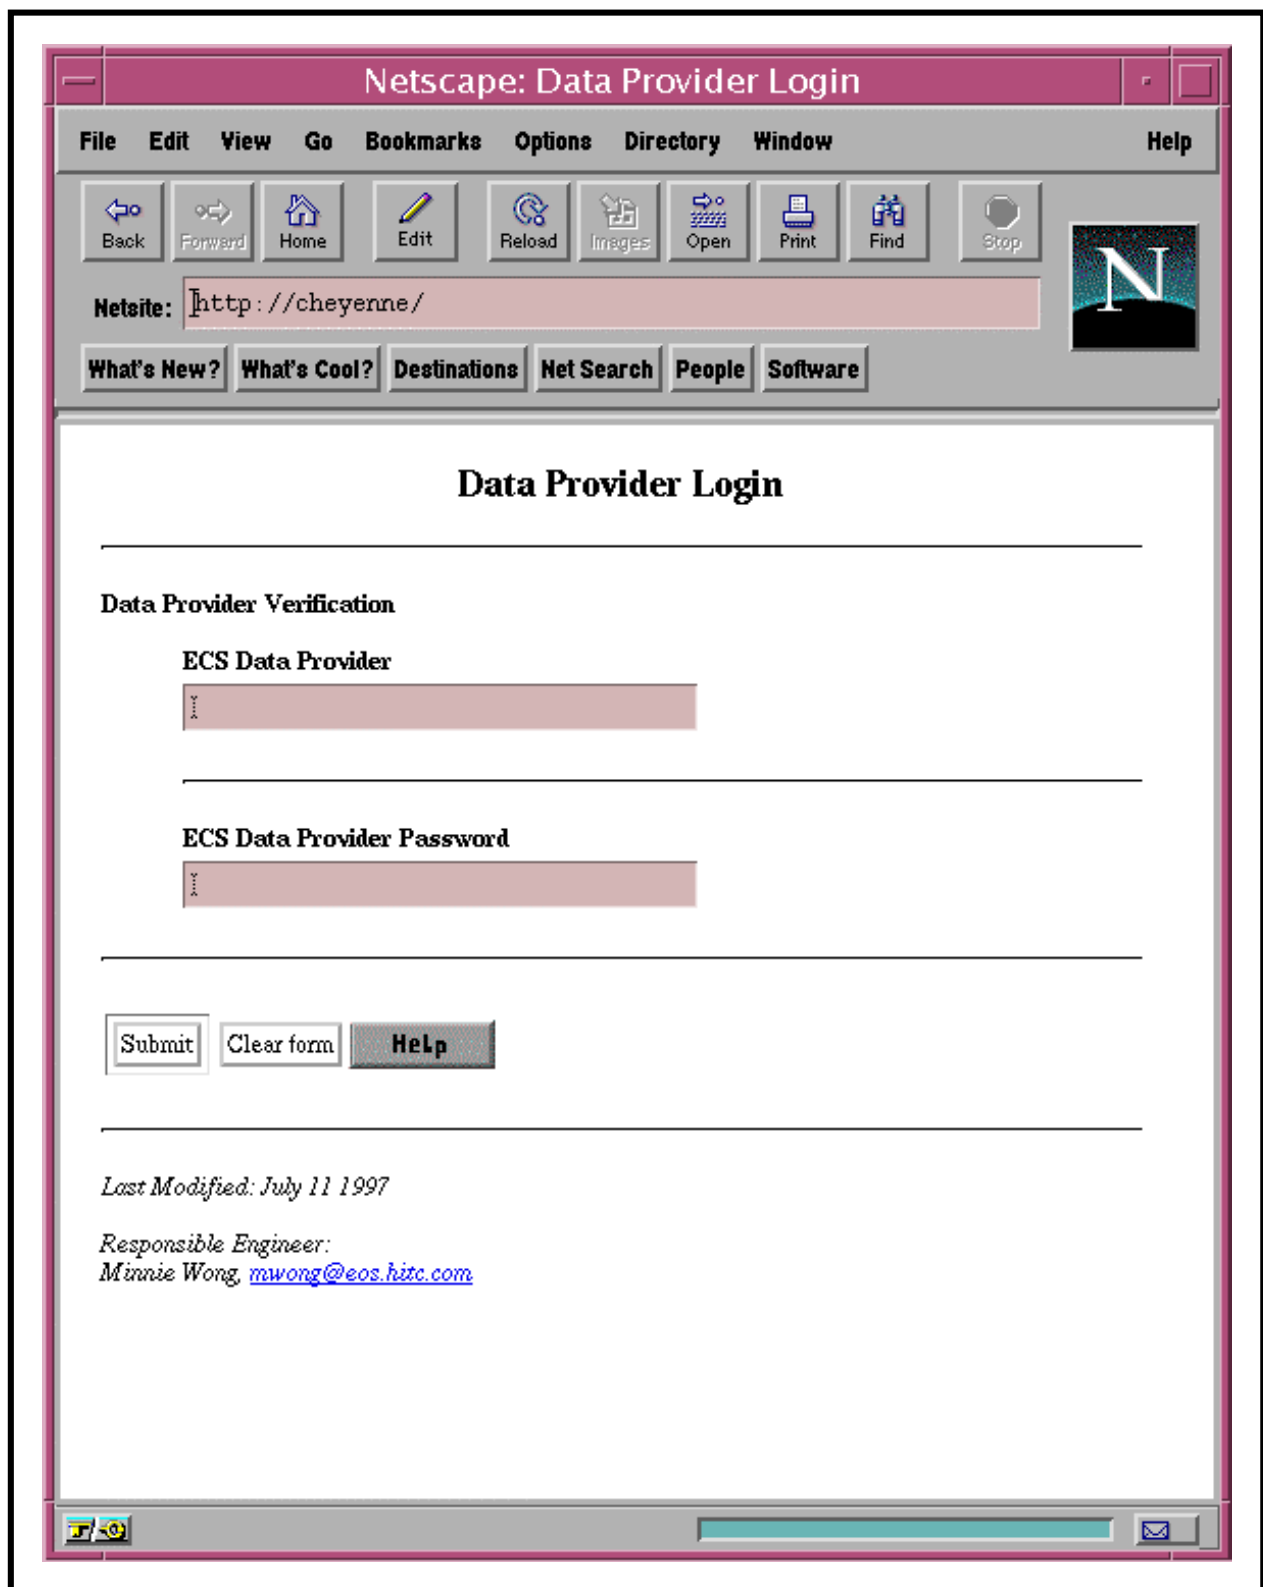 Netscape: Data Provider Login
File Edit View Go Bookmarks Options Directory Window Help
Back Forward Home Edit Reload Images Open Print Find Stop
N
Netsite: http://cheyenne/
What's New? What's Cool? Destinations Net Search People Software
Data Provider Login
Data Provider Verification
ECS Data Provider
ECS Data Provider Password
Submit Clear form Help
Last Modified: July 11 1997
Responsible Engineer:
Minnie Wong, mwong@eos.hitc.com